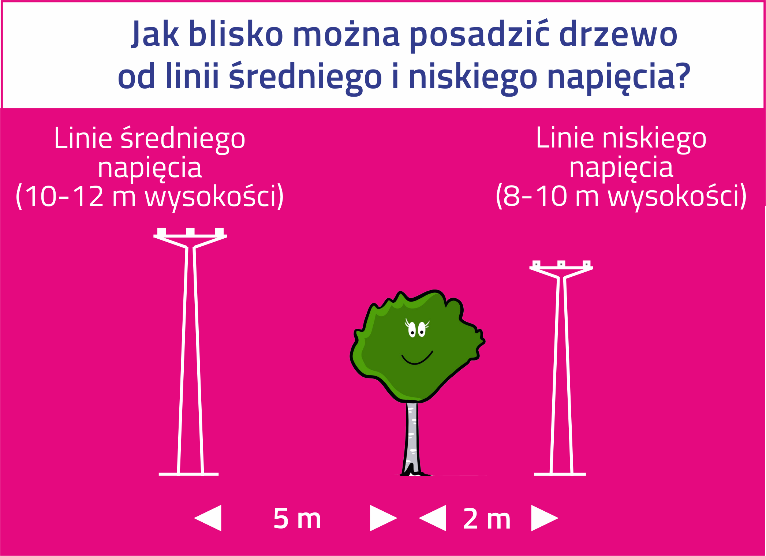 Jak blisko można posadzić drzewo
od linii średniego i niskiego napięcia?
Linie średniego
napięcia
(10-12 m wysokości)
Linie niskiego
napięcia
(8-10 m wysokości)
5 m
2 m